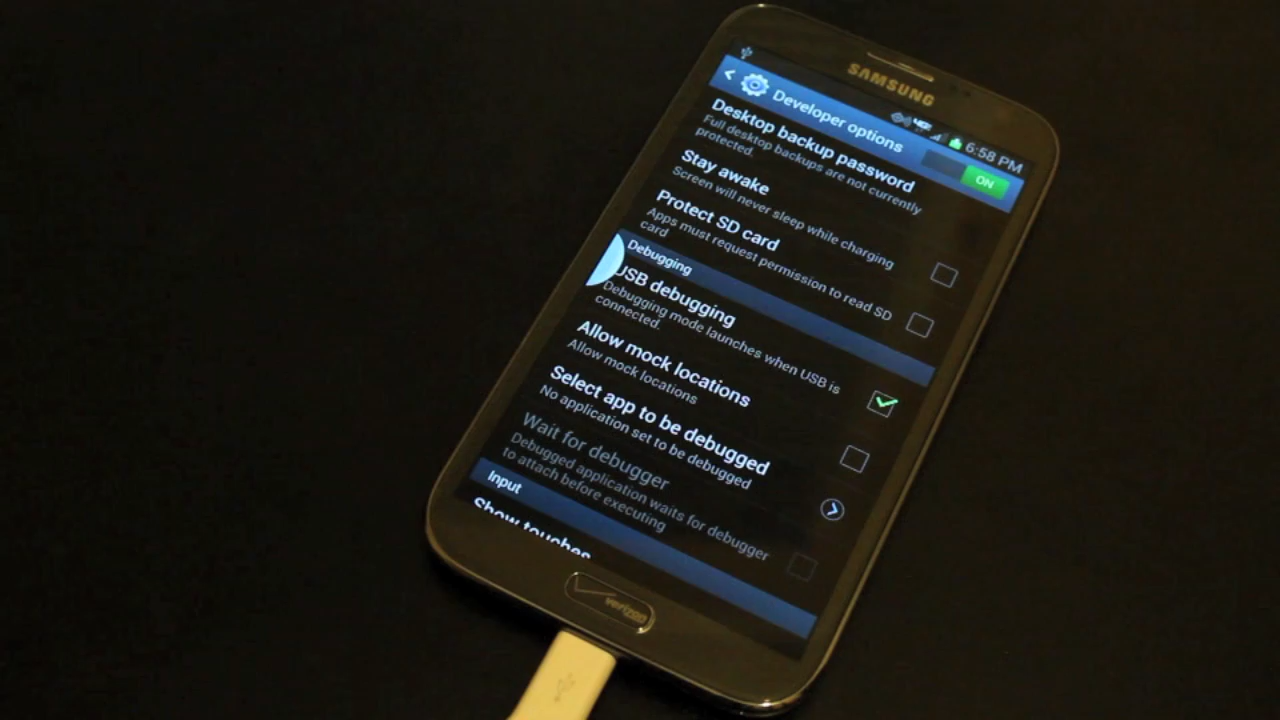 SAMSUNG
4G
6:58 PM
Developer options
ON
Desktop backup password
Full desktop backups are not currently
protected.
Stay awake
Screen will never sleep while charging
Protect SD card
Apps must request permission to read SD
card
Debugging
USB debugging
Debugging mode launches when USB is
connected.
Allow mock locations
Allow mock locations
Select app to be debugged
No application set to be debugged
Wait for debugger
Debugged application waits for debugger
to attach before executing
Input
Show touches
verizon